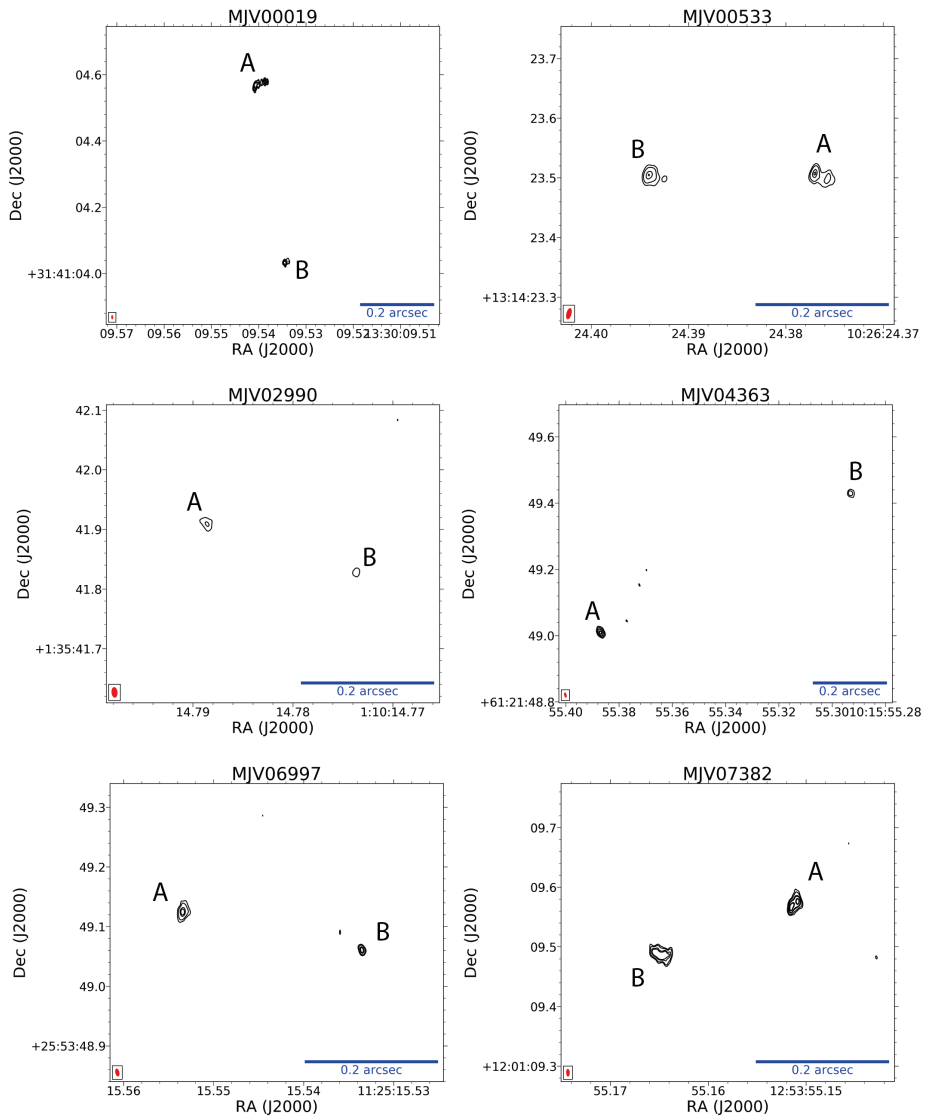 MJV00019
A
B
04.6
04.4
04.2
+31:41:04.0
Dec (J2000)
0.2 arcsec
09.57 09.56 09.55 09.54 09.53 09.5213:30:09.51
RA (J2000)
MJV00533
B
A
23.7
23.6
23.5
23.4
+13:14:23.3
Dec (J2000)
0.2 arcsec
24.40 24.39 24.38 10:26:24.37
RA (J2000)
MJV02990
A
B
42.1
42.0
41.9
41.8
+1:35:41.7
Dec (J2000)
0.2 arcsec
14.79 14.78 1:10:14.77
RA (J2000)
MJV04363
B
A
49.6
49.4
49.2
49.0
+61:21:48.8
Dec (J2000)
0.2 arcsec
55.40 55.38 55.36 55.34 55.32 55.3010:15:55.28
RA (J2000)
MJV06997
A
B
49.3
49.2
49.1
49.0
+25:53:48.9
Dec (J2000)
0.2 arcsec
15.56 15.55 15.54 11:25:15.53
RA (J2000)
MJV07382
A
B
09.7
09.6
09.5
09.4
+12:01:09.3
Dec (J2000)
0.2 arcsec
55.17 55.16 12:53:55.15
RA (J2000)